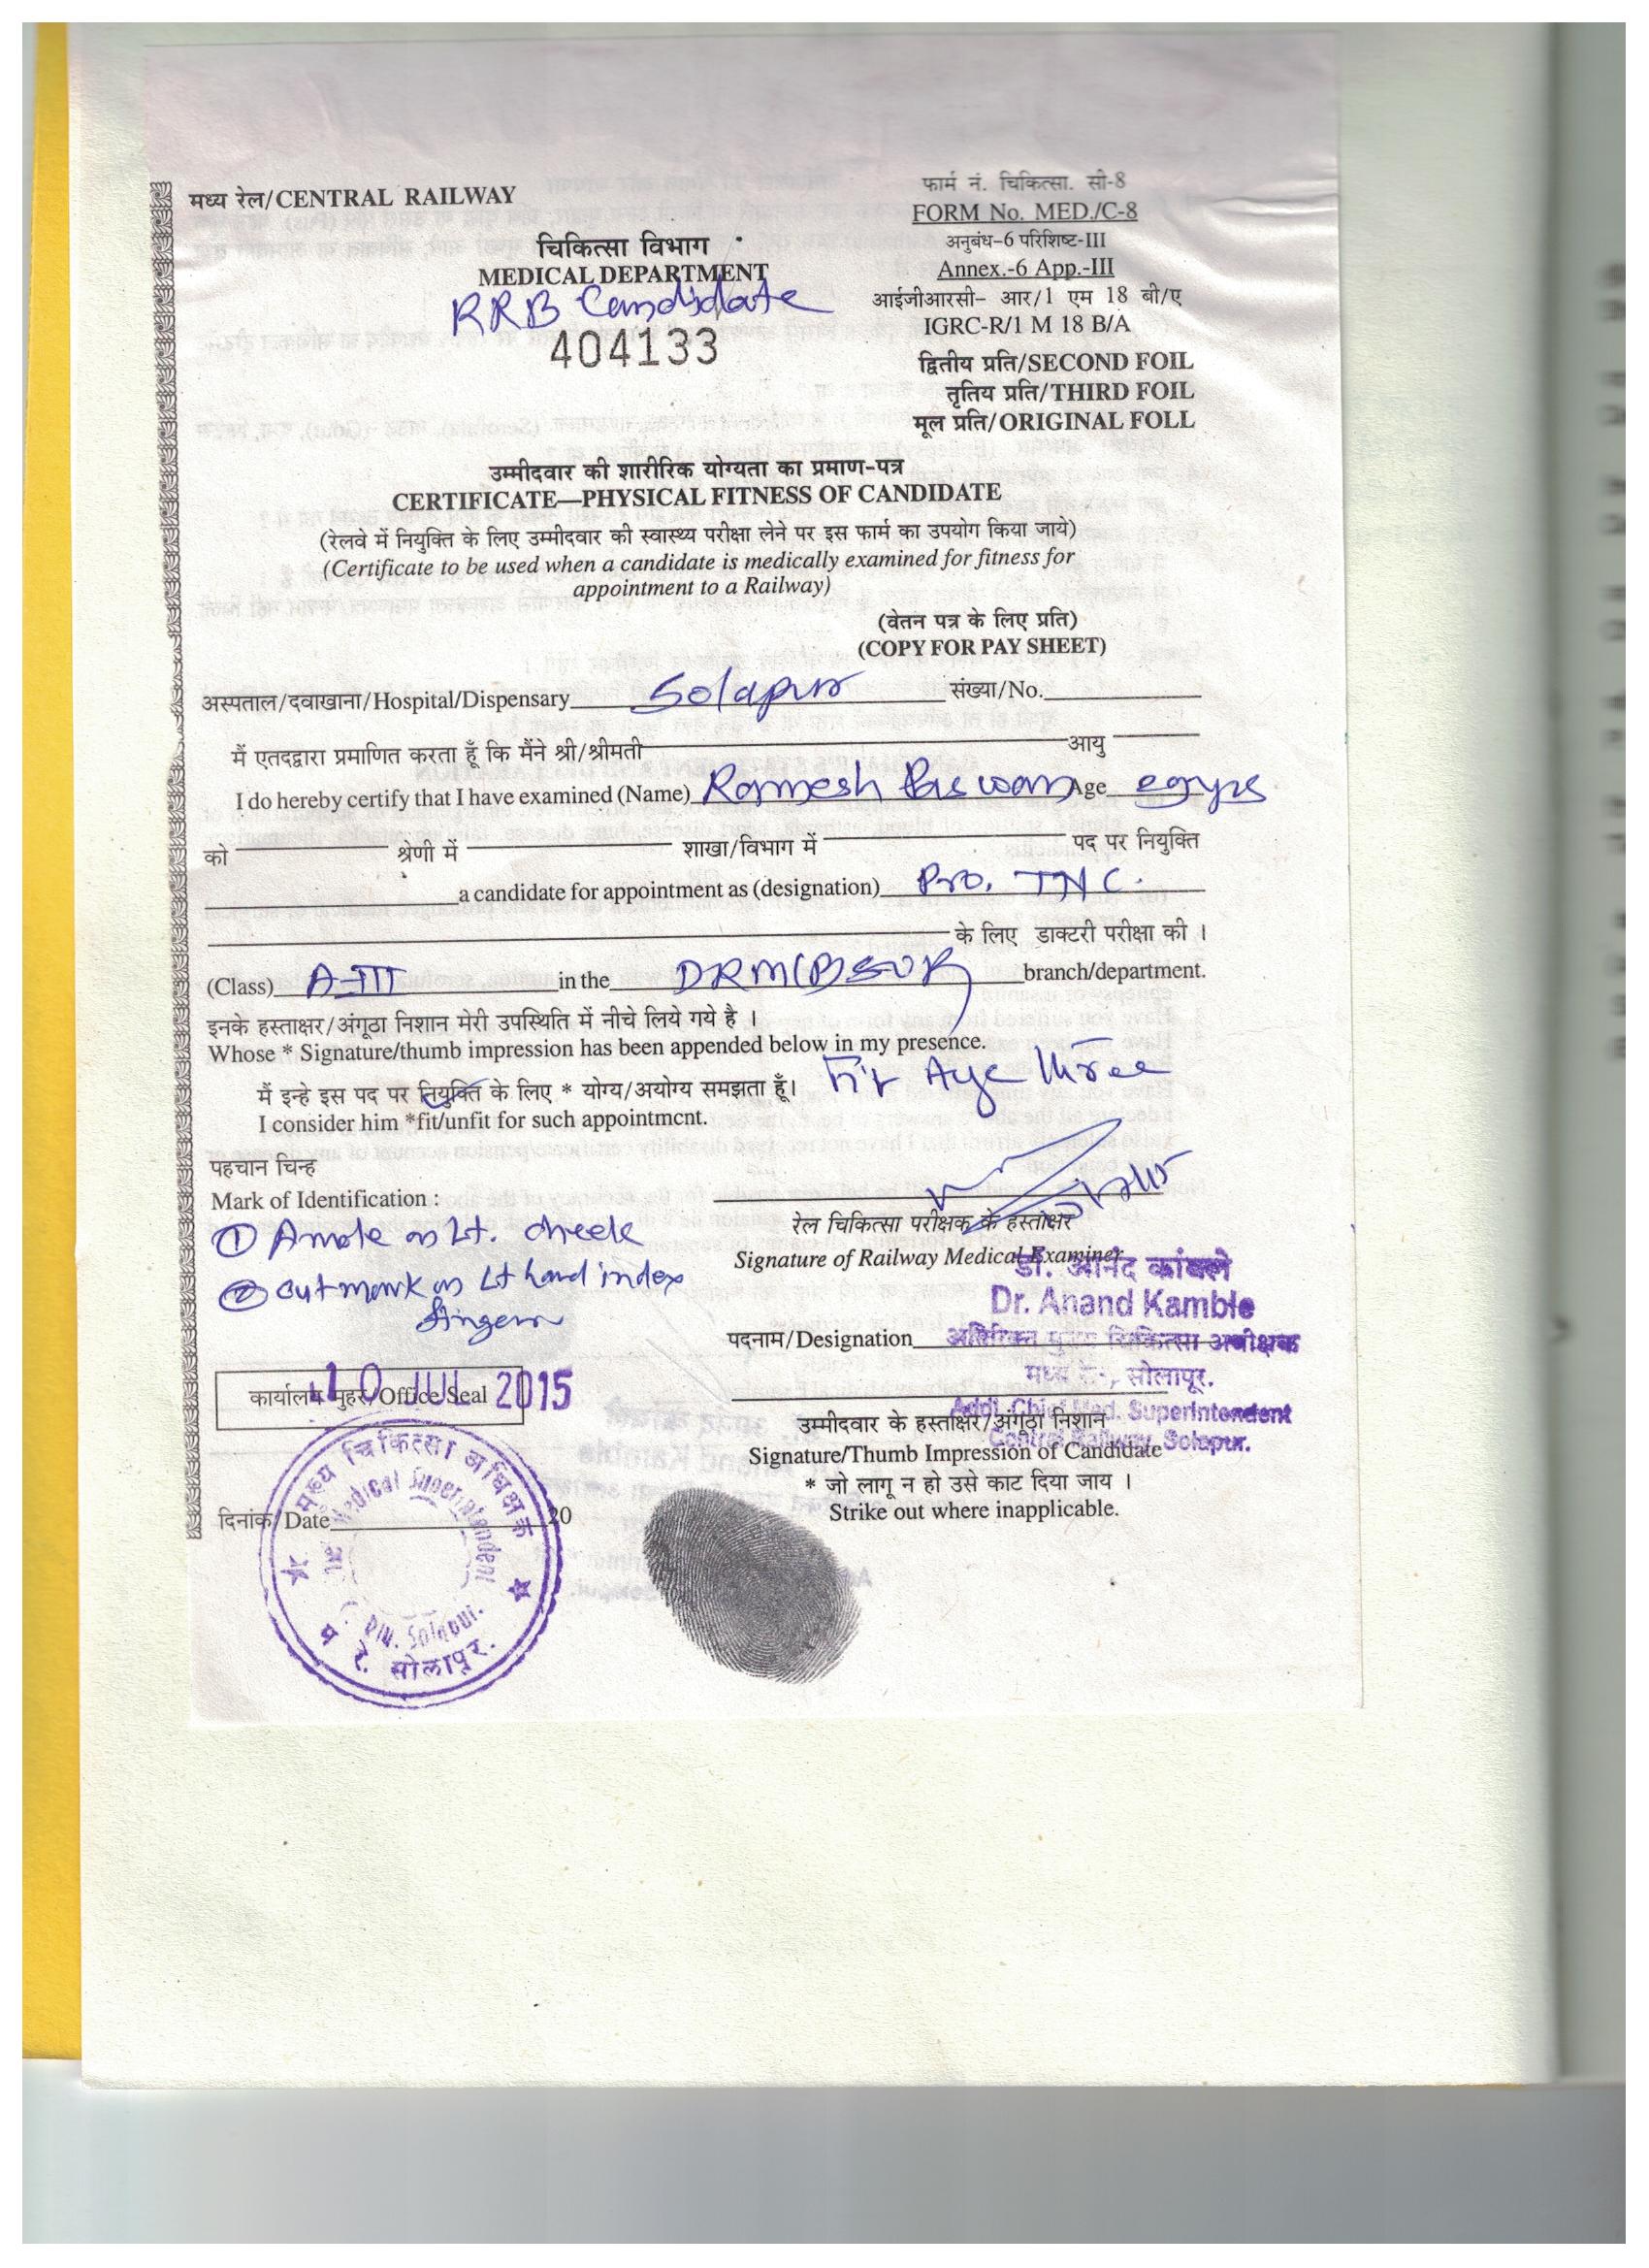 मध्य रेल/CENTRAL RAILWAY
फार्म नं. चिकित्सा. सी-8
FORM No. MED./C-8
अनुबंध-6 परिशिष्ट-III
Annex.-6 App.-III
आईजीआरसी- आर/1 एम 18 बी/ए
IGRC-R/1 M 18 B/A
चिकित्सा विभाग
MEDICAL DEPARTMENT
RRB Candidate
404133
द्वितीय प्रति/SECOND FOIL
तृतिय प्रति/THIRD FOIL
मूल प्रति/ORIGINAL FOLL
उम्मीदवार की शारीरिक योग्यता का प्रमाण-पत्र
CERTIFICATE—PHYSICAL FITNESS OF CANDIDATE
(रेलवे में नियुक्ति के लिए उम्मीदवार की स्वास्थ्य परीक्षा लेने पर इस फार्म का उपयोग किया जाये)
(Certificate to be used when a candidate is medically examined for fitness for
appointment to a Railway)
(वेतन पत्र के लिए प्रति)
(COPY FOR PAY SHEET)
अस्पताल/दवाखाना/Hospital/Dispensary Solapur संख्या/No.
मैं एतदद्वारा प्रमाणित करता हूँ कि मैंने श्री/श्रीमती आयु
I do hereby certify that I have examined (Name) Ramesh Paswan Age
को श्रेणी में शाखा/विभाग में पद पर नियुक्ति
a candidate for appointment as (designation) Pro. TNC.
के लिए डाक्टरी परीक्षा की ।
(Class) A-III in the DRM(P)SUR branch/department.
इनके हस्ताक्षर/अंगूठा निशान मेरी उपस्थिति में नीचे लिये गये है ।
Whose * Signature/thumb impression has been appended below in my presence.
मैं इन्हे इस पद पर नियुक्ति के लिए * योग्य/अयोग्य समझता हूँ। Fit Aye three
I consider him *fit/unfit for such appointment.
पहचान चिन्ह
Mark of Identification :
① A mole on Lt. cheek
② Cut mark on Lt hand index
finger
रेल चिकित्सा परीक्षक के हस्ताक्षर
Signature of Railway Medical Examiner
डॉ. आनंद कांबले
Dr. Anand Kamble
पदनाम/Designation अतिरिक्त मुख्य चिकित्सा अधीक्षक
मध्य रेल, सोलापूर.
Addl. Chief Med. Superintendent
Central Railway, Solapur.
कार्यालय मुहर/Office Seal
10 JUL 2015
उम्मीदवार के हस्ताक्षर/अंगूठा निशान
Signature/Thumb Impression of Candidate
* जो लागू न हो उसे काट दिया जाय ।
Strike out where inapplicable.
दिनांक/Date 20
मुख्य चिकित्सा अधिक्षक
Medical Superintendent
Div. Solapur.
म. रे. सोलापूर.